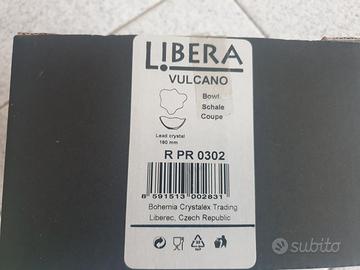 LIBERA
VULCANO
Bowl
Schale
Coupe
Lead crystal
180 mm
R PR 0302
8 591513 002831
Bohemia Crystalex Trading
Liberec, Czech Republic
subito